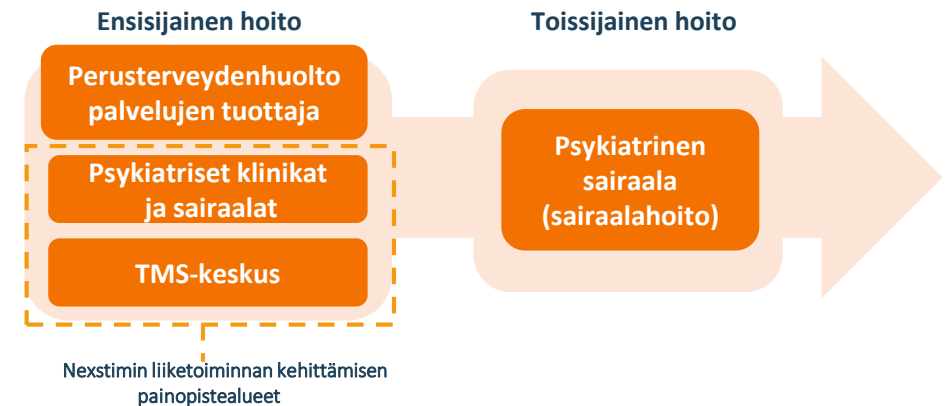 Ensisijainen hoito
Toissijainen hoito
Perusterveydenhuolto
palvelujen tuottaja
Psykiatriset klinikat
ja sairaalat
TMS-keskus
Psykiatrinen
sairaala
(sairaalahoito)
Nexstimin liiketoiminnan kehittämisen
painopistealueet